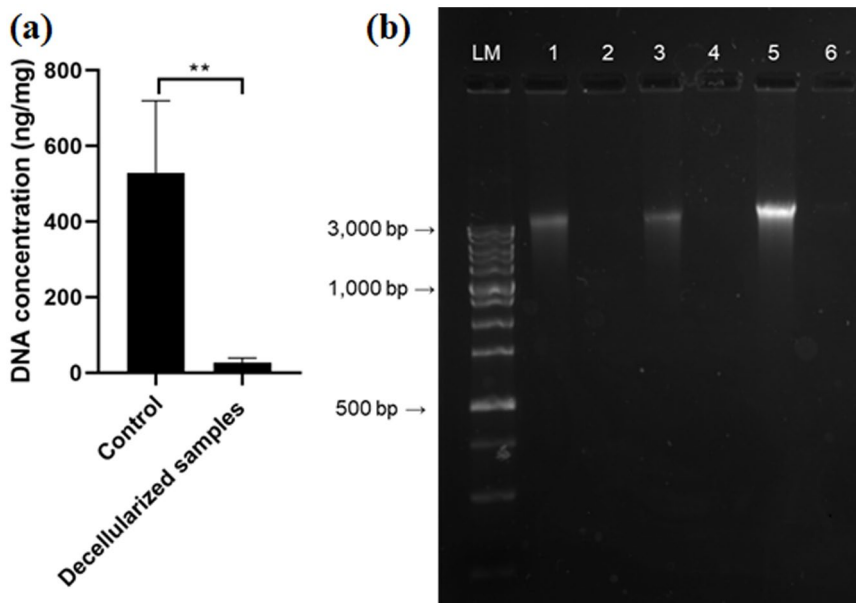 (a)
DNA concentration (ng/mg)
800
600
400
200
0
**
Control
Decellularized samples
(b)
LM 1 2 3 4 5 6
3,000 bp →
1,000 bp →
500 bp →